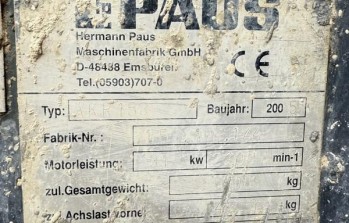 PAUS
Hermann Paus
Maschinenfabrik GmbH
D-48488 Emsbüren
Tel.(05903)707-0
CE
Typ: Baujahr: 200
Fabrik-Nr.:
Motorleistung: kw min-1
zul.Gesamtgewicht: kg
zul.Achslast vorne: kg